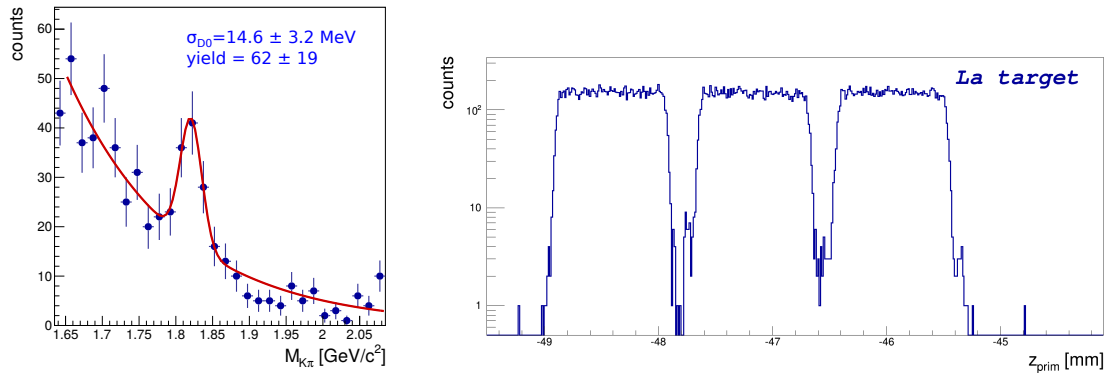 counts
60
50
40
30
20
10
0
σD0=14.6 ± 3.2 MeV
yield = 62 ± 19
1.65 1.7 1.75 1.8 1.85 1.9 1.95 2 2.05
MKπ [GeV/c²]
counts
10²
10
1
La target
-49 -48 -47 -46 -45 -44
zprim [mm]